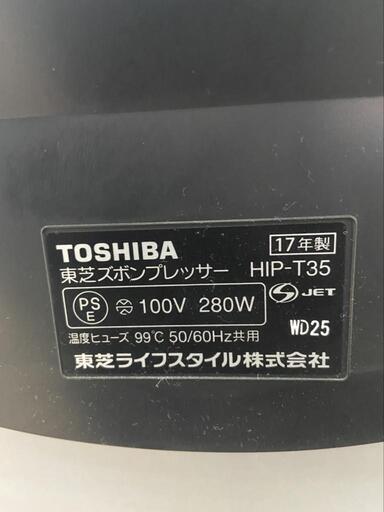 TOSHIBA 17年製
東芝ズボンプレッサー HIP-T35
PS E 100V 280W S JET
温度ヒューズ 99℃ 50/60Hz共用 WD25
東芝ライフスタイル株式会社